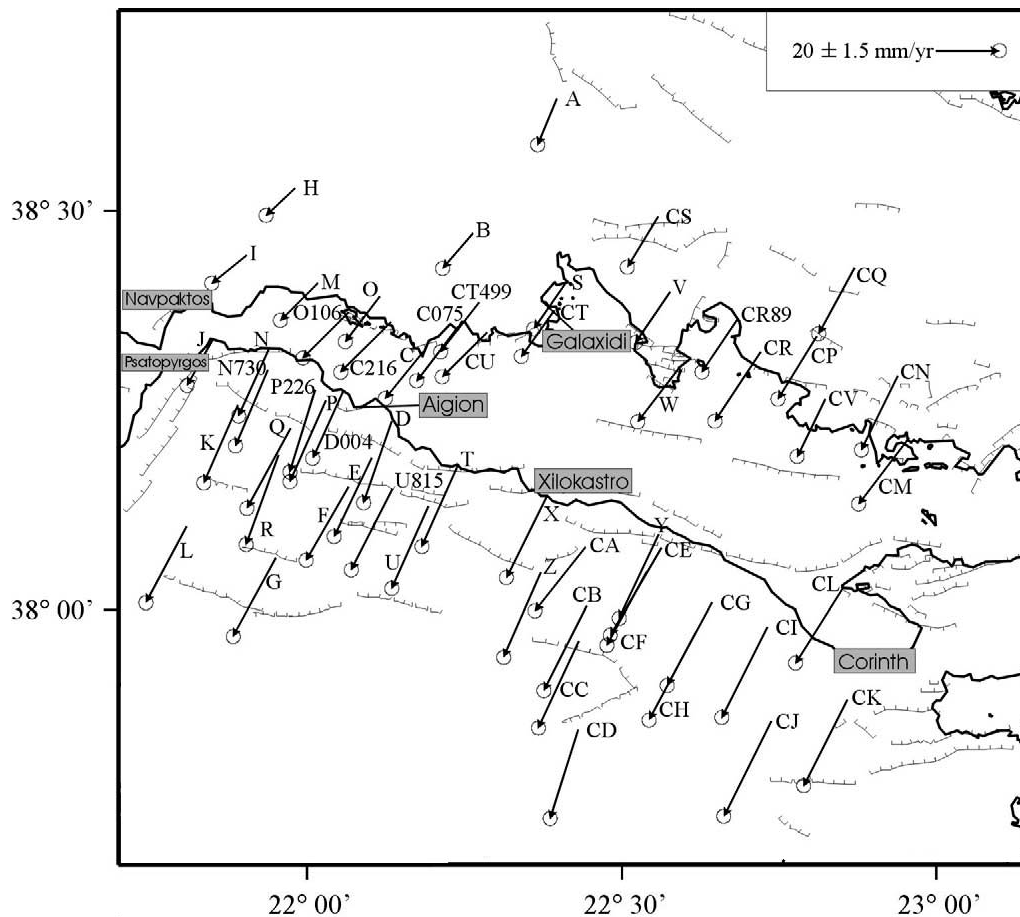 20 ± 1.5 mm/yr
A
38° 30'
H
CS
B
I
CQ
Navpaktos
M
O
CT499
S
V
O106
C075
CT
CR89
J
N
C
CU
Galaxidi
CR
CP
Psatopyrgos
N730
C216
W
CV
CN
P226
P
Aigion
Q
D004
D
K
E
U815
T
Xilokastro
CM
L
R
F
X
Y
G
U
Z
CA
CE
CL
38° 00'
CB
CG
CI
CF
Corinth
CC
CH
CK
CD
CJ
22° 00'
22° 30'
23° 00'